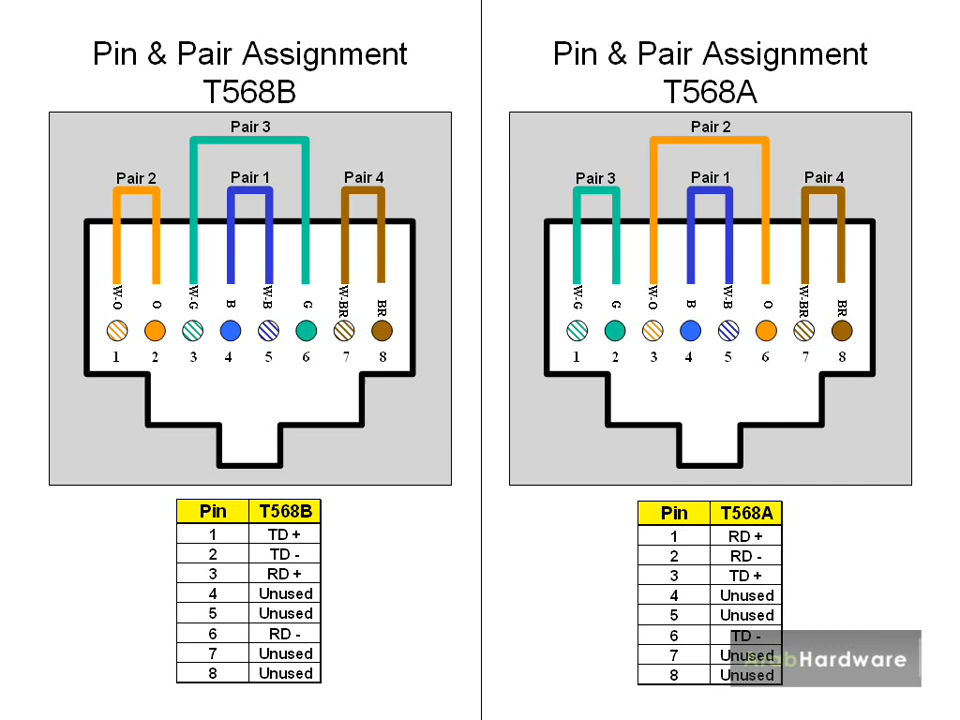 Pin & Pair Assignment
T568B
Pair 3
Pair 2
Pair 1
Pair 4
W-O
O
W-G
B
W-B
G
W-BR
BR
1 2 3 4 5 6 7 8
Pin T568B
1 TD +
2 TD -
3 RD +
4 Unused
5 Unused
6 RD -
7 Unused
8 Unused
Pin & Pair Assignment
T568A
Pair 2
Pair 3
Pair 1
Pair 4
W-G
G
W-O
B
W-B
O
W-BR
BR
1 2 3 4 5 6 7 8
Pin T568A
1 RD +
2 RD -
3 TD +
4 Unused
5 Unused
6 TD -
7 Unused
8 Unused
ArabHardware